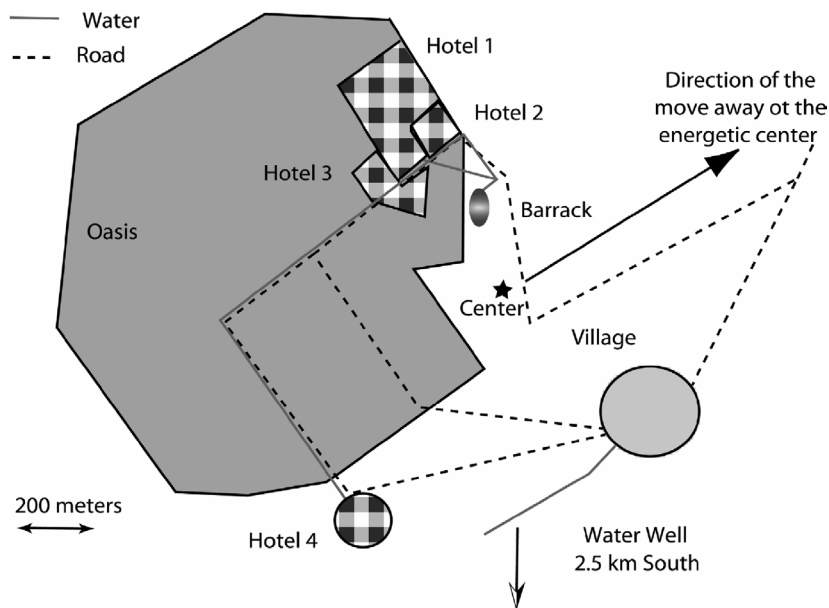 Water
Road
Hotel 1
Direction of the
move away ot the
energetic center
Hotel 2
Hotel 3
Barrack
Oasis
Center
Village
200 meters
Hotel 4
Water Well
2.5 km South